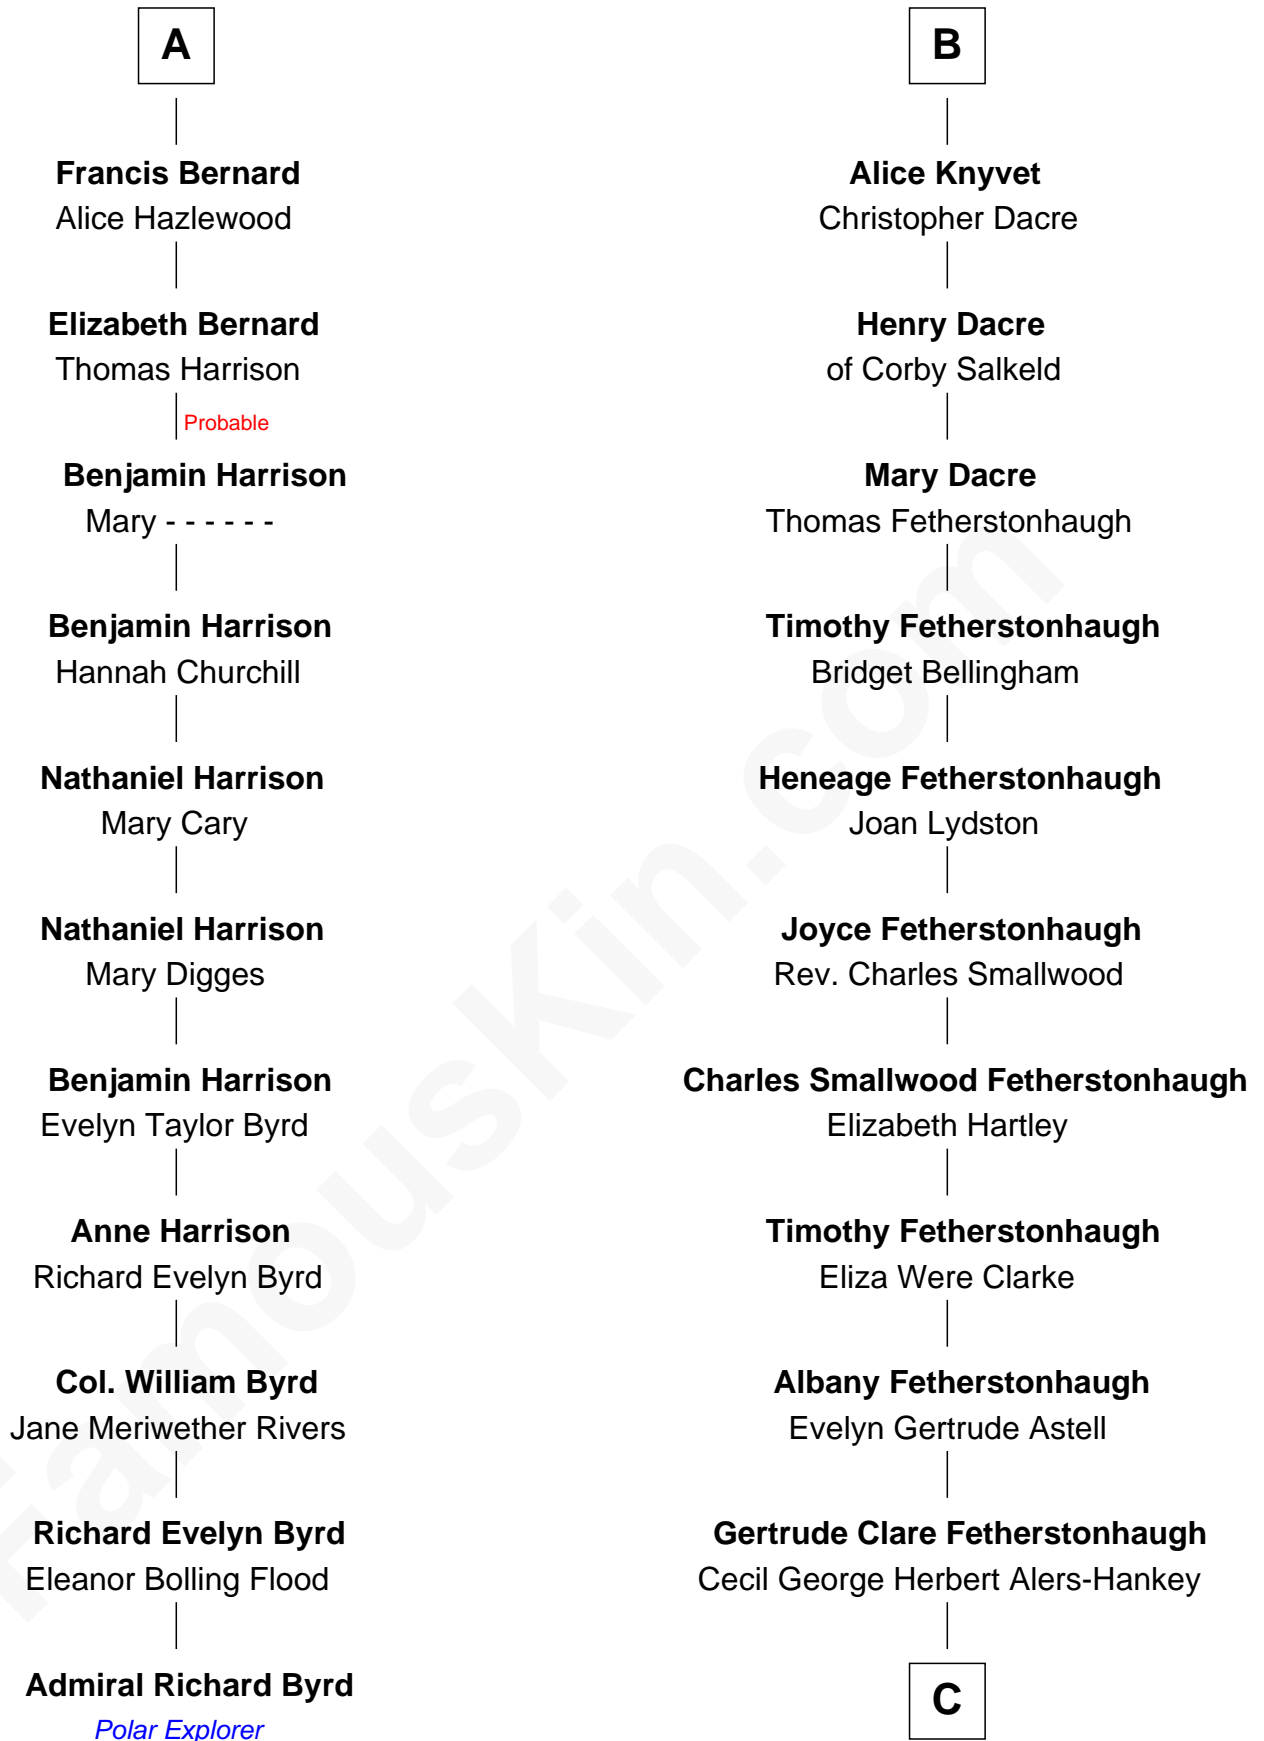 A
Francis Bernard
Alice Hazlewood
Elizabeth Bernard
Thomas Harrison
Probable
Benjamin Harrison
Mary - - - - - -
Benjamin Harrison
Hannah Churchill
Nathaniel Harrison
Mary Cary
Nathaniel Harrison
Mary Digges
Benjamin Harrison
Evelyn Taylor Byrd
Anne Harrison
Richard Evelyn Byrd
Col. William Byrd
Jane Meriwether Rivers
Richard Evelyn Byrd
Eleanor Bolling Flood
Admiral Richard Byrd
Polar Explorer
B
Alice Knyvet
Christopher Dacre
Henry Dacre
of Corby Salkeld
Mary Dacre
Thomas Fetherstonhaugh
Timothy Fetherstonhaugh
Bridget Bellingham
Heneage Fetherstonhaugh
Joan Lydston
Joyce Fetherstonhaugh
Rev. Charles Smallwood
Charles Smallwood Fetherstonhaugh
Elizabeth Hartley
Timothy Fetherstonhaugh
Eliza Were Clarke
Albany Fetherstonhaugh
Evelyn Gertrude Astell
Gertrude Clare Fetherstonhaugh
Cecil George Herbert Alers-Hankey
C
FamousKin.com